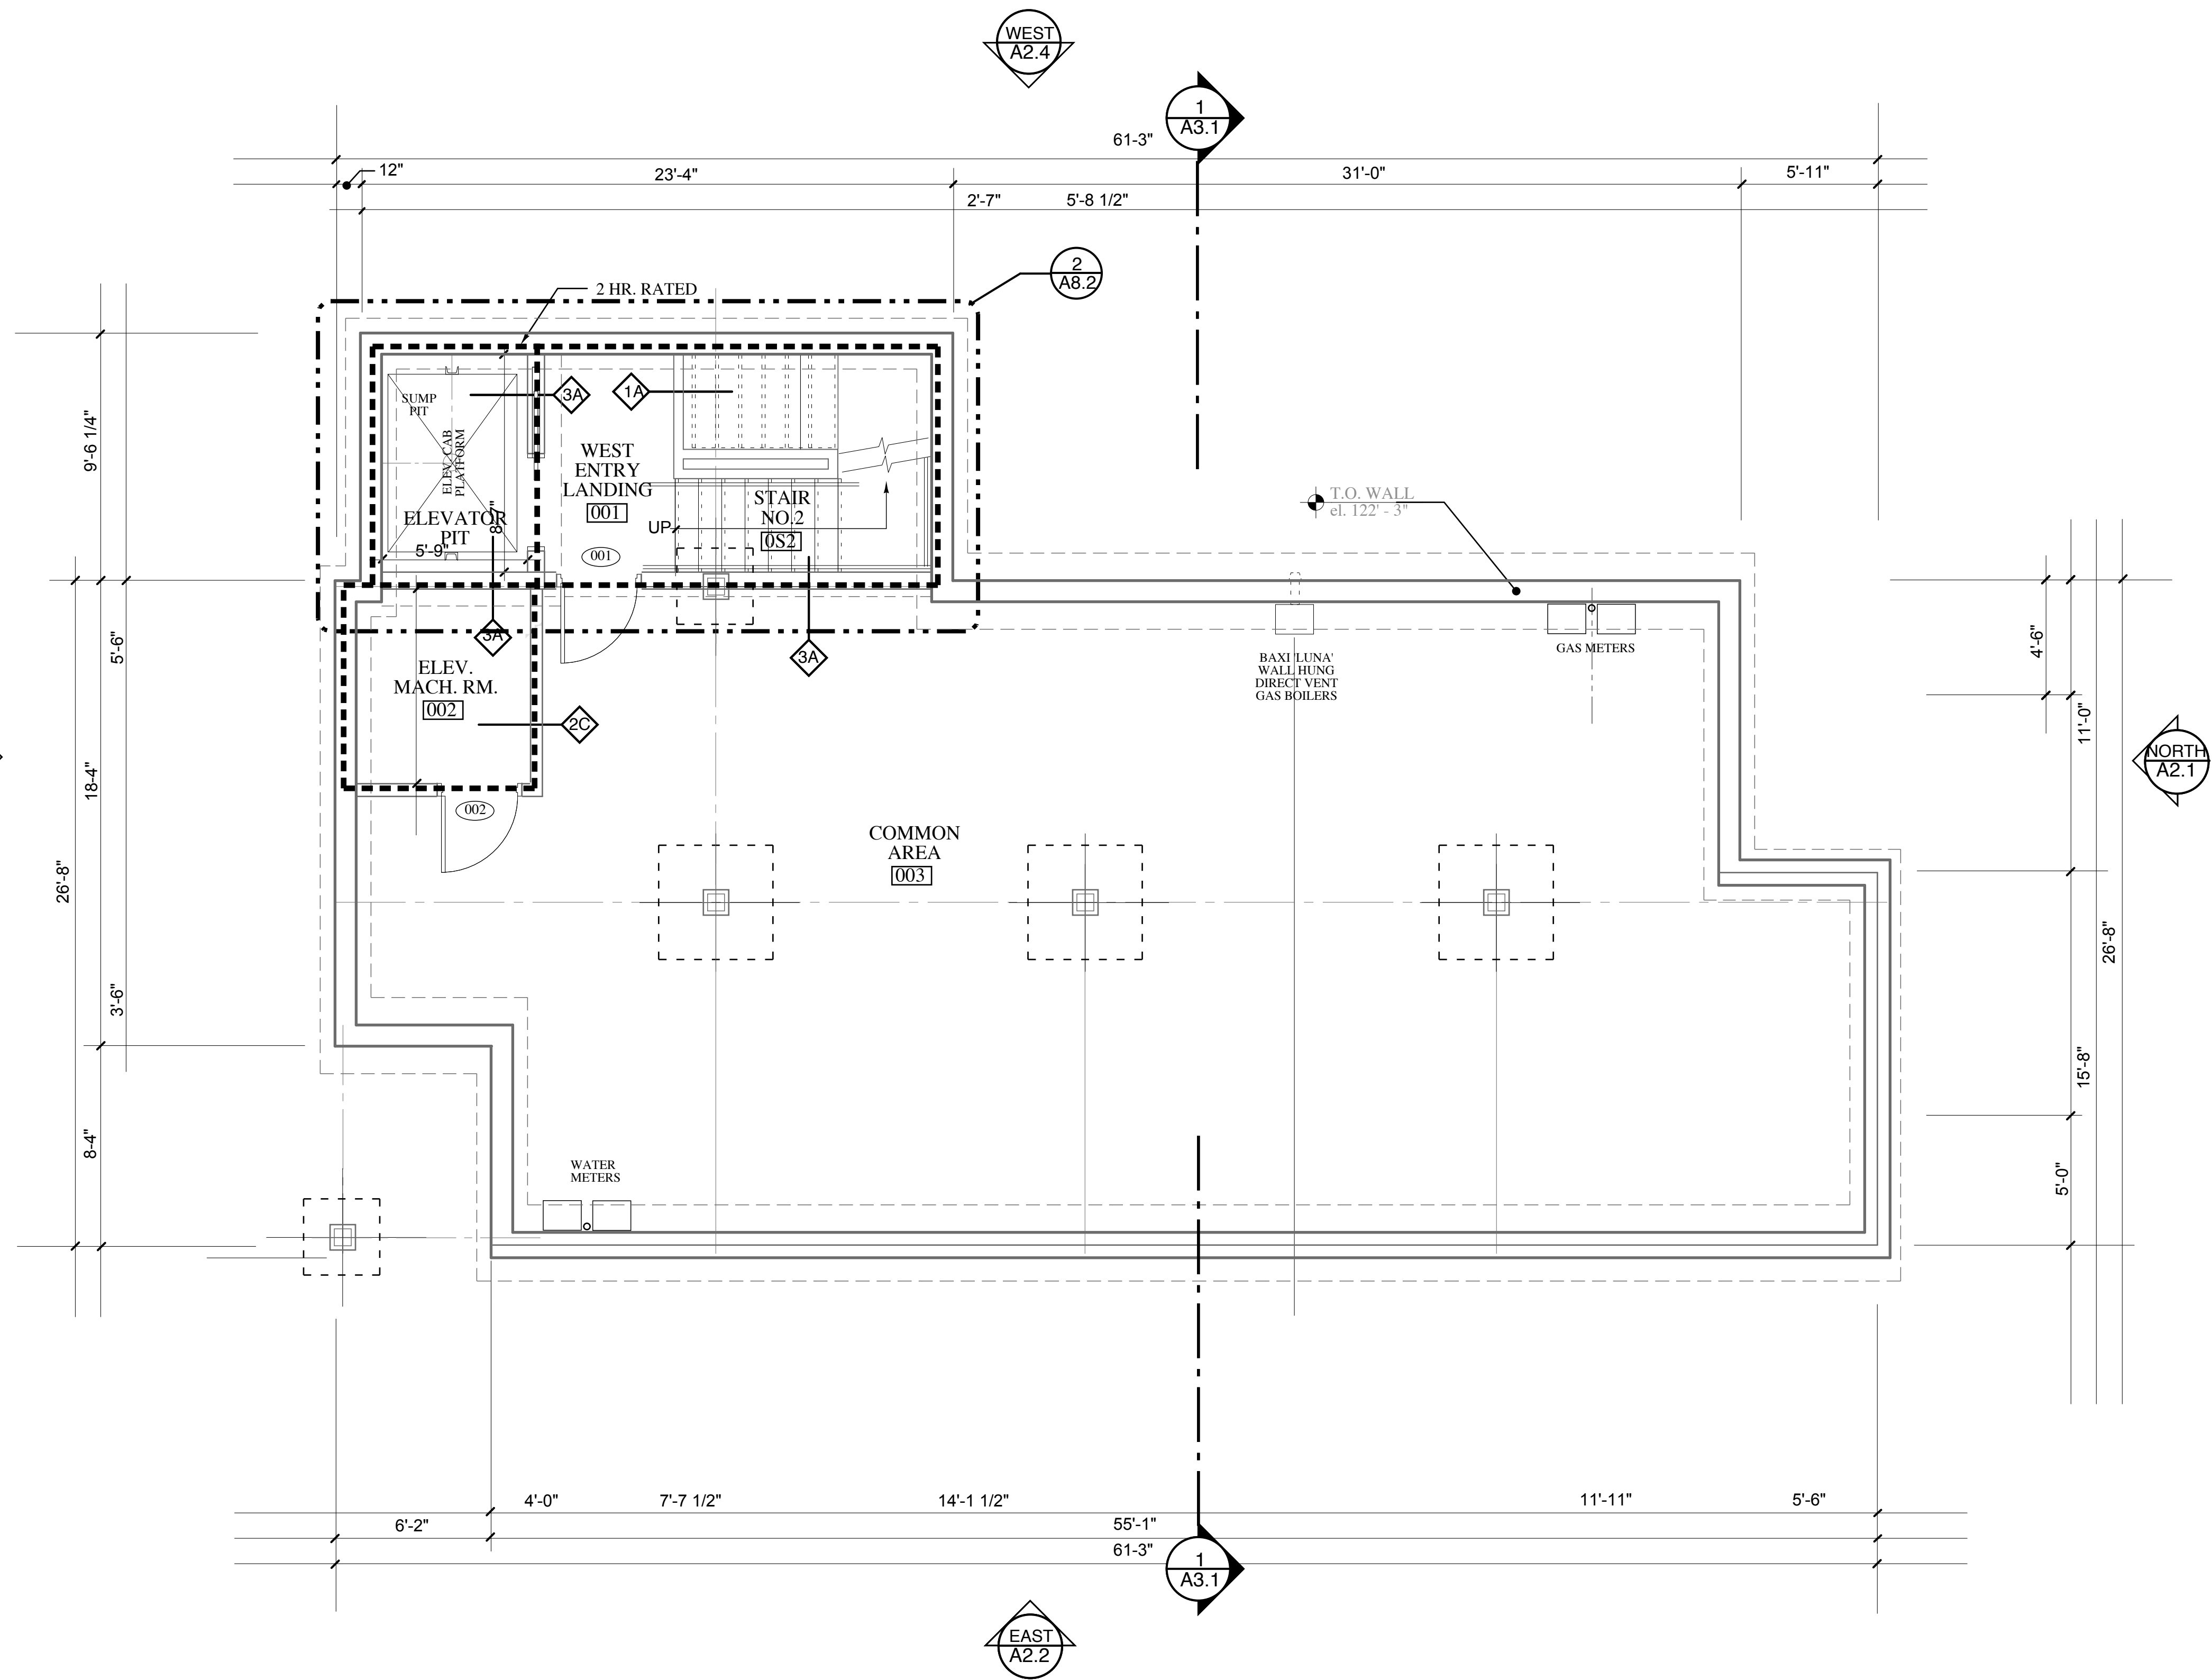 WEST
A2.4
1
A3.1
61-3"
12"
23'-4"
31'-0"
5'-11"
2'-7"
5'-8 1/2"
2
A8.2
2 HR. RATED
9'-6 1/4"
SUMP
PIT
ELEV. CAB
PLATFORM
3A
1A
WEST
ENTRY
LANDING
001
STAIR
NO.2
0S2
UP
ELEVATOR
PIT
8'-7"
5'-9"
001
T.O. WALL
el. 122' - 3"
5'-6"
3A
3A
ELEV.
MACH. RM.
002
2C
002
BAXI 'LUNA'
WALL HUNG
DIRECT VENT
GAS BOILERS
GAS METERS
4'-6"
11'-0"
NORTH
A2.1
18-4"
26'-8"
COMMON
AREA
003
3'-6"
26'-8"
15'-8"
8-4"
WATER
METERS
5'-0"
4'-0"
7'-7 1/2"
14'-1 1/2"
11'-11"
5'-6"
6'-2"
55'-1"
61-3"
1
A3.1
EAST
A2.2